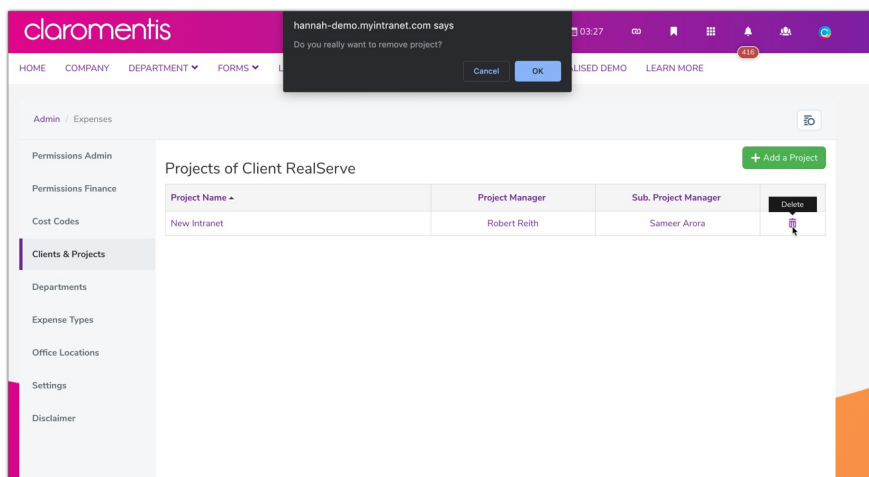 claromentis
hannah-demo.myintranet.com says
Do you really want to remove project?
Cancel OK
03:27
416
HOME COMPANY DEPARTMENT FORMS L LISED DEMO LEARN MORE
Admin / Expenses
Permissions Admin
Permissions Finance
Cost Codes
Clients & Projects
Departments
Expense Types
Office Locations
Settings
Disclaimer
Projects of Client RealServe
+ Add a Project
Project Name Project Manager Sub. Project Manager
Delete
New Intranet Robert Reith Sameer Arora